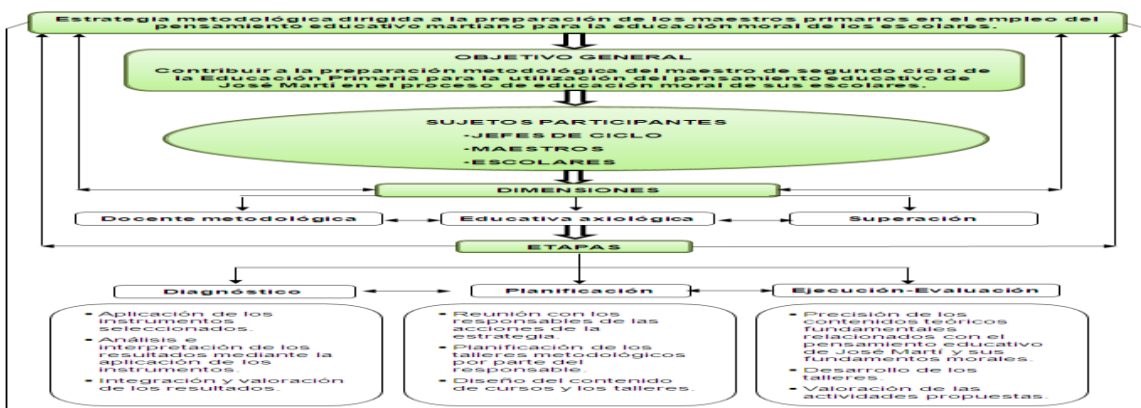 Estrategia metodológica dirigida a la preparación de los maestros primarios en el empleo del
pensamiento educativo martiano para la educación moral de los escolares.
OBJETIVO GENERAL
Contribuir a la preparación metodológica del maestro de segundo ciclo de
la Educación Primaria para la utilización del pensamiento educativo de
José Martí en el proceso de educación moral de sus escolares.
SUJETOS PARTICIPANTES
•JEFES DE CICLO
•MAESTROS
•ESCOLARES
DIMENSIONES
Docente metodológica
Educativa axiológica
Superación
ETAPAS
Diagnóstico
Planificación
Ejecución-Evaluación
• Aplicación de los
instrumentos
seleccionados.
• Análisis e
interpretación de los
resultados mediante la
aplicación de los
instrumentos.
• Integración y valoración
de los resultados.
• Reunión con los
responsables de las
acciones de la
estrategia.
• Planificación de los
talleres metodológicos
por parte del
responsable.
• Diseño del contenido
de cursos y los talleres.
• Precisión de los
contenidos teóricos
fundamentales
relacionados con el
pensamiento educativo
de José Martí y sus
fundamentos morales.
• Desarrollo de los
talleres.
• Valoración de las
actividades propuestas.